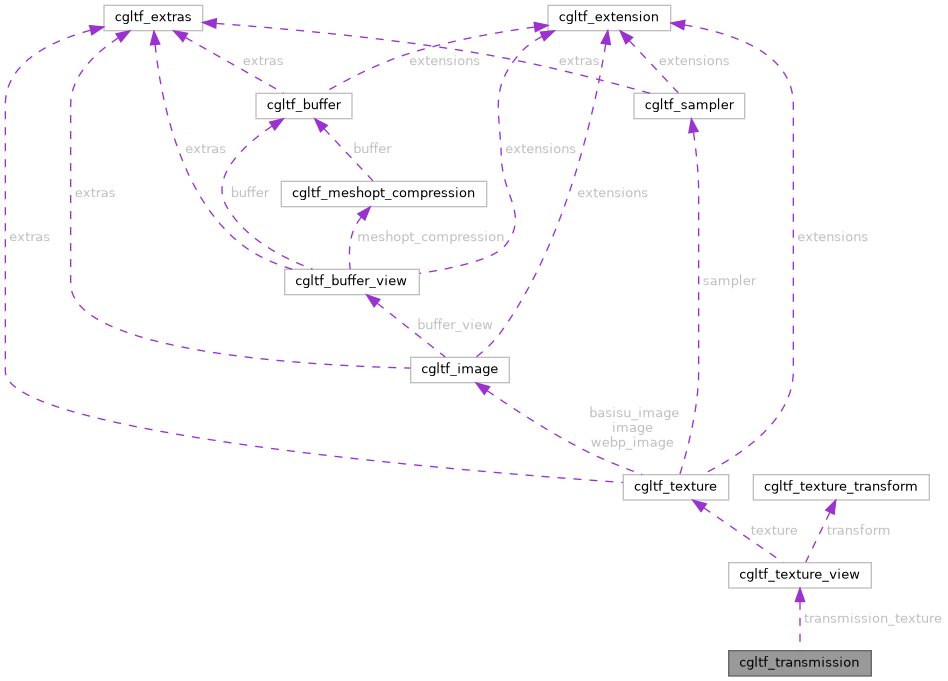 cgltf_extras
cgltf_extension
extras
extensions
extras
extensions
cgltf_buffer
cgltf_sampler
extras
buffer
extensions
extras
buffer
cgltf_meshopt_compression
extensions
extras
meshopt_compression
extensions
cgltf_buffer_view
sampler
buffer_view
cgltf_image
basisu_image
image
webp_image
cgltf_texture
cgltf_texture_transform
texture
transform
cgltf_texture_view
transmission_texture
cgltf_transmission